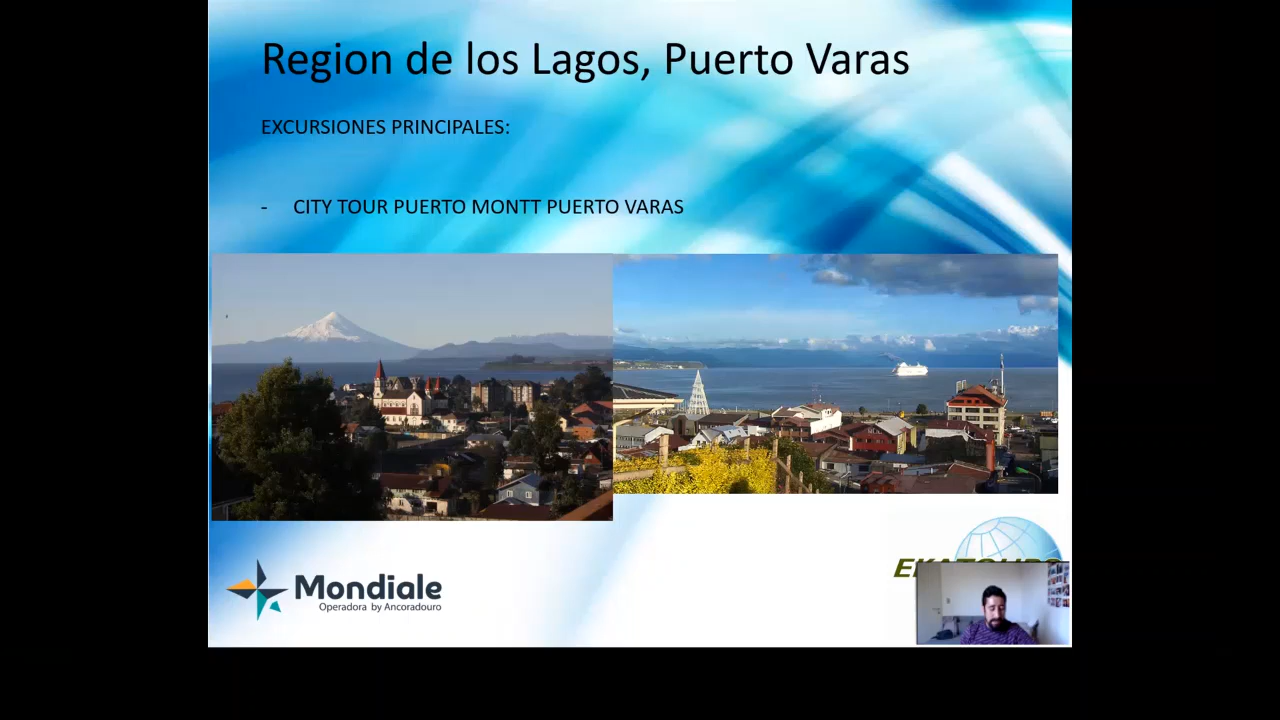 Region de los Lagos, Puerto Varas
EXCURSIONES PRINCIPALES:
- CITY TOUR PUERTO MONTT PUERTO VARAS
Mondiale
Operadora by Ancoradouro